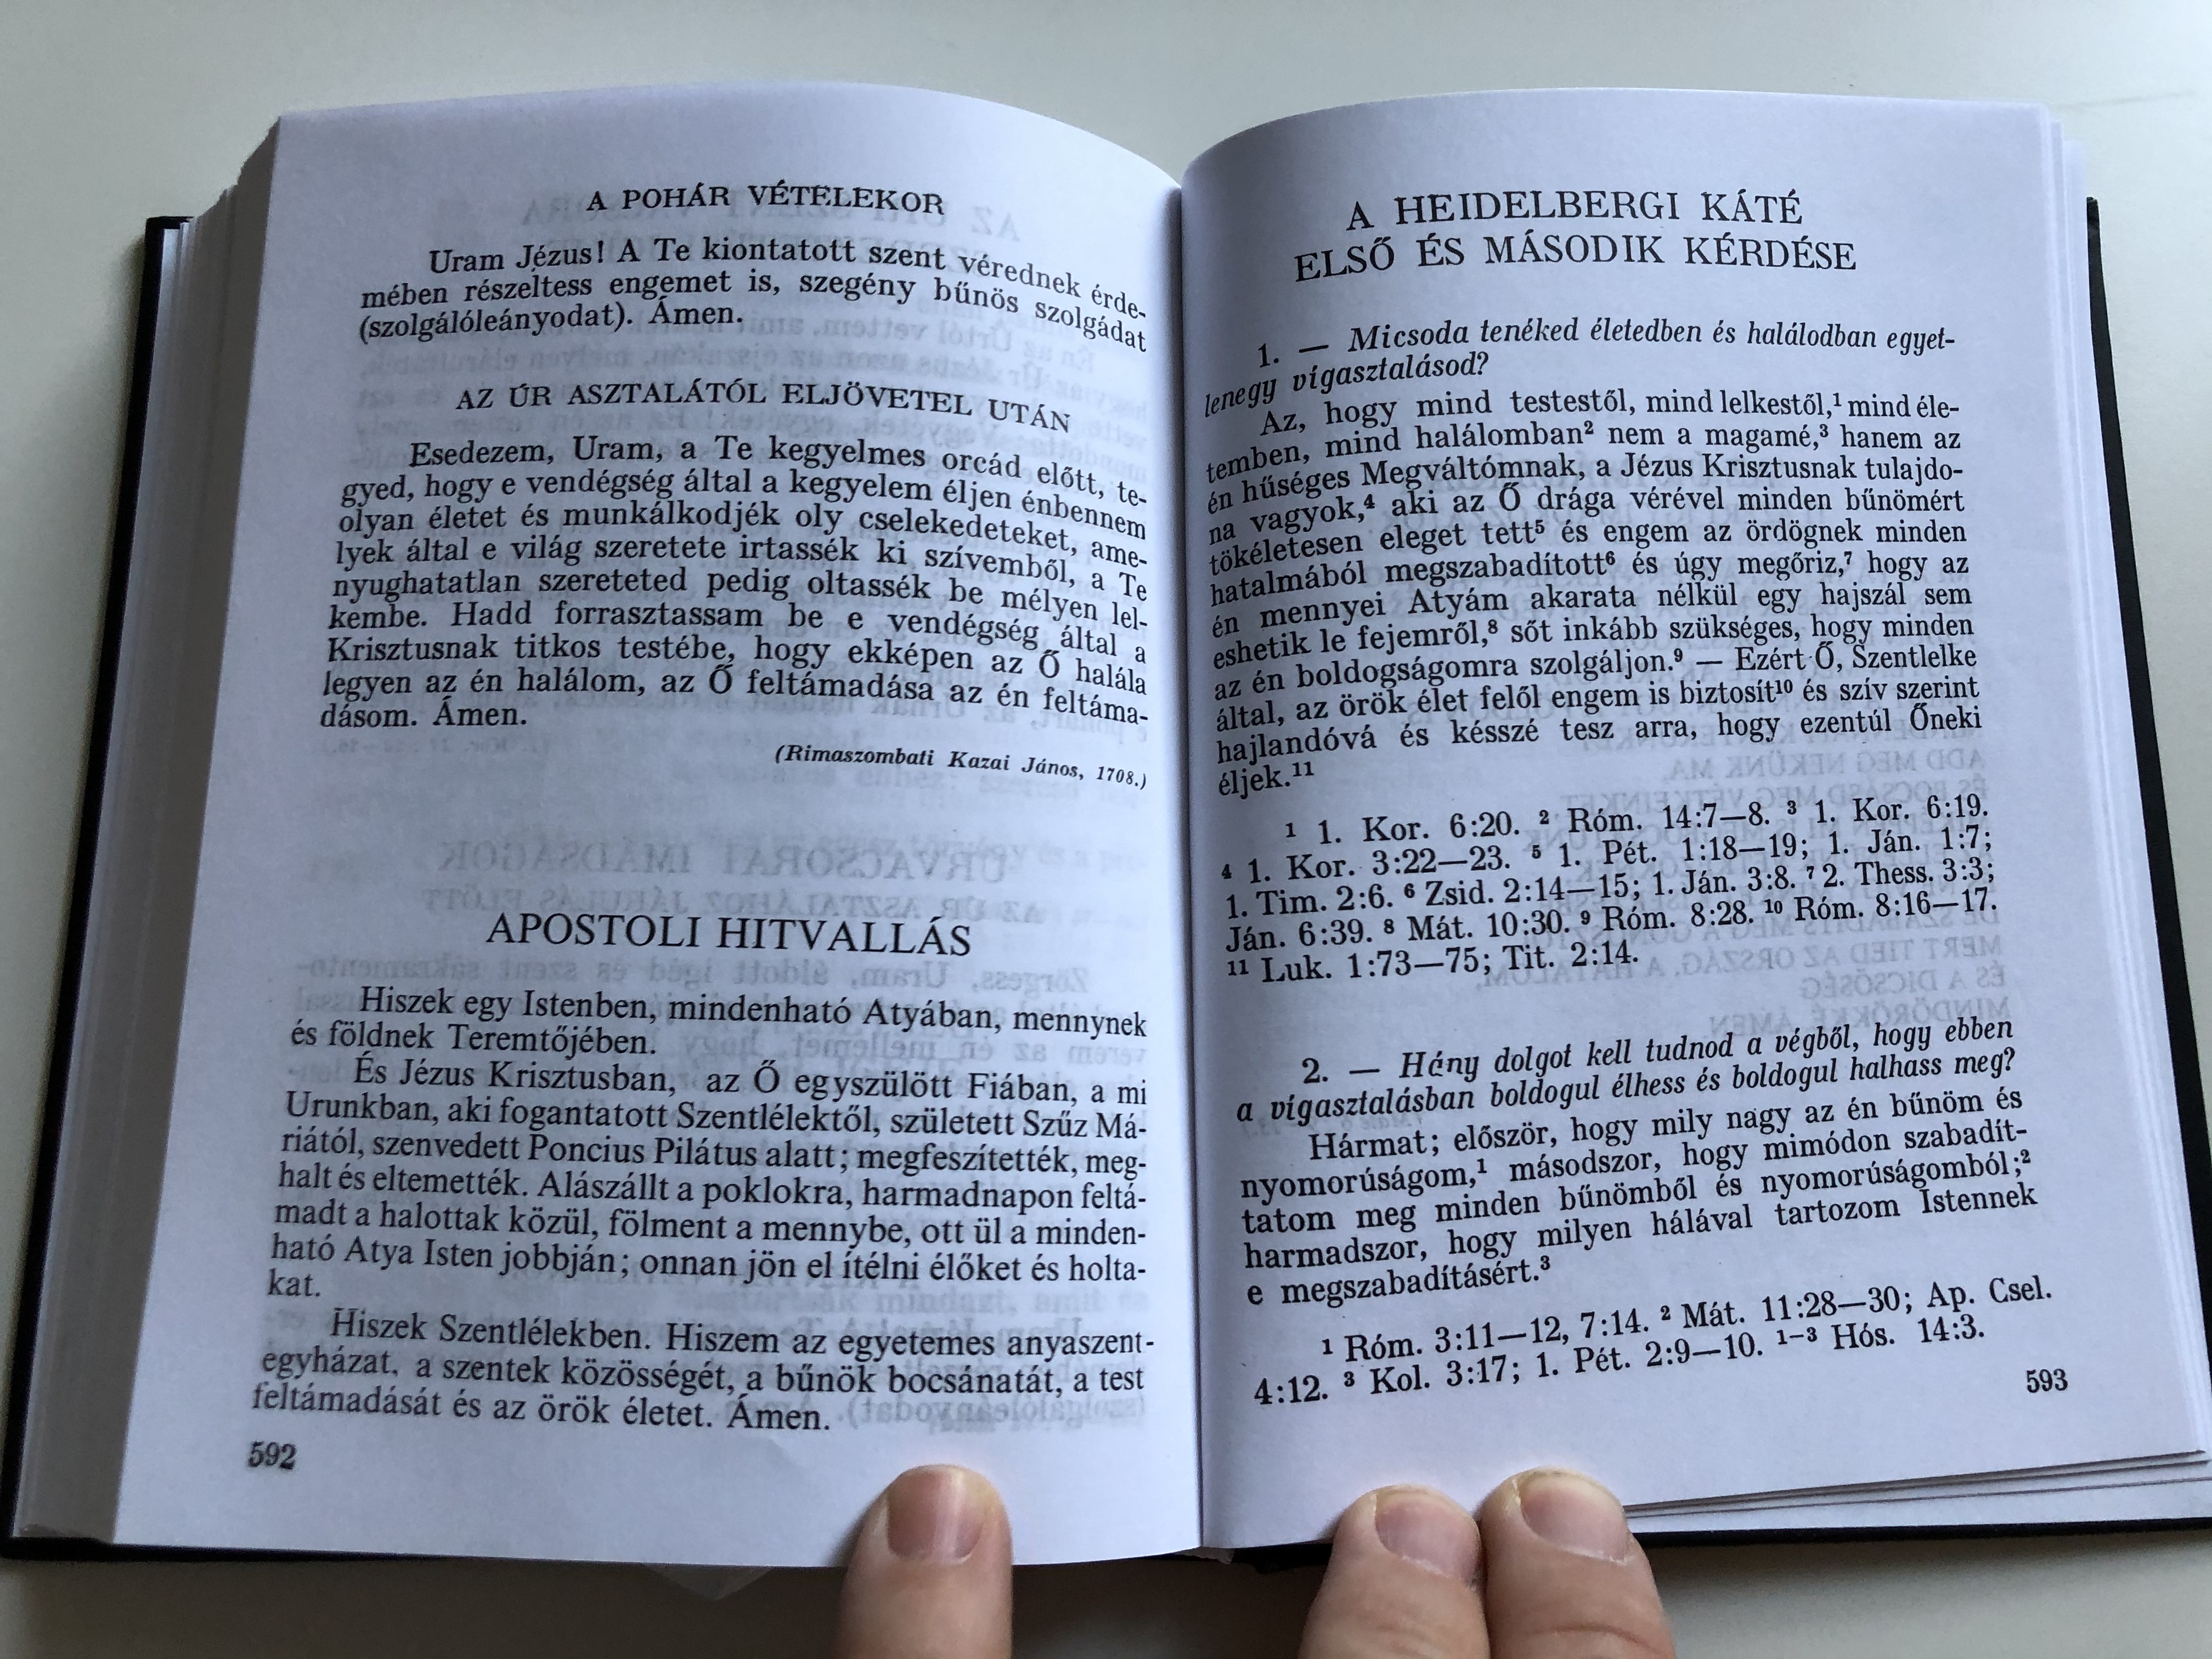 A POHÁR VÉTELEKOR
Uram Jézus! A Te kiontatott szent vérednek érde-
mében részeltess engemet is, szegény bűnös szolgádat
(szolgálóleányodat). Ámen.
AZ ÚR ASZTALÁTÓL ELJÖVETEL UTÁN
Esedezem, Uram, a Te kegyelmes orcád előtt, te-
gyed, hogy e vendégség által a kegyelem éljen énbennem
olyan életet és munkálkodjék oly cselekedeteket, ame-
lyek által e világ szeretete irtassék ki szívemből, a Te
nyughatatlan szereteted pedig oltassék be mélyen lel-
kembe. Hadd forrasztassam be e vendégség által a
Krisztusnak titkos testébe, hogy ekképen az Ő halála
legyen az én halálom, az Ő feltámadása az én feltáma-
dásom. Ámen.
(Rimaszombati Kazai János, 1708.)
APOSTOLI HITVALLÁS
Hiszek egy Istenben, mindenható Atyában, mennynek
és földnek Teremtőjében.
És Jézus Krisztusban, az Ő egyszülött Fiában, a mi
Urunkban, aki fogantatott Szentlélektől, született Szűz Má-
riától, szenvedett Poncius Pilátus alatt; megfeszítették, meg-
halt és eltemették. Alászállt a poklokra, harmadnapon feltá-
madt a halottak közül, fölment a mennybe, ott ül a minden-
ható Atya Isten jobbján; onnan jön el ítélni élőket és holta-
kat.
Hiszek Szentlélekben. Hiszem az egyetemes anyaszent-
egyházat, a szentek közösségét, a bűnök bocsánatát, a test
feltámadását és az örök életet. Ámen.
592
A HEIDELBERGI KÁTÉ
ELSŐ ÉS MÁSODIK KÉRDÉSE
1. — Micsoda tenéked életedben és halálodban egyet-
lenegy vígasztalásod?
Az, hogy mind testestől, mind lelkestől,¹ mind éle-
temben, mind halálomban² nem a magamé,³ hanem az
én hűséges Megváltómnak, a Jézus Krisztusnak tulajdo-
na vagyok,⁴ aki az Ő drága vérével minden bűnömért
tökéletesen eleget tett⁵ és engem az ördögnek minden
hatalmából megszabadított⁶ és úgy megőriz,⁷ hogy az
én mennyei Atyám akarata nélkül egy hajszál sem
eshetik le fejemről,⁸ sőt inkább szükséges, hogy minden
az én boldogságomra szolgáljon.⁹ — Ezért Ő, Szentlelke
által, az örök élet felől engem is biztosít¹⁰ és szív szerint
hajlandóvá és késszé tesz arra, hogy ezentúl Őneki
éljek.¹¹
¹ 1. Kor. 6:20. ² Róm. 14:7—8. ³ 1. Kor. 6:19.
⁴ 1. Kor. 3:22—23. ⁵ 1. Pét. 1:18—19; 1. Ján. 1:7;
1. Tim. 2:6. ⁶ Zsid. 2:14—15; 1. Ján. 3:8. ⁷ 2. Thess. 3:3;
Ján. 6:39. ⁸ Mát. 10:30. ⁹ Róm. 8:28. ¹⁰ Róm. 8:16—17.
¹¹ Luk. 1:73—75; Tit. 2:14.
2. — Hány dolgot kell tudnod a végből, hogy ebben
a vígasztalásban boldogul élhess és boldogul halhass meg?
Hármat; először, hogy mily nagy az én bűnöm és
nyomorúságom,¹ másodszor, hogy mimódon szabadít-
tatom meg minden bűnömből és nyomorúságomból;²
harmadszor, hogy milyen hálával tartozom Istennek
e megszabadításért.³
¹ Róm. 3:11—12, 7:14. ² Mát. 11:28—30; Ap. Csel.
4:12. ³ Kol. 3:17; 1. Pét. 2:9—10. ¹⁻³ Hós. 14:3.
593